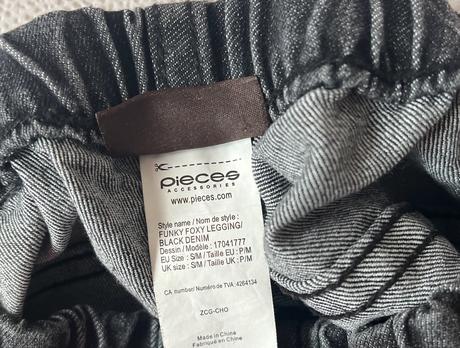 pieces
ACCESSORIES
www.pieces.com
Style name / Nom de style :
FUNKY FOXY LEGGING/
BLACK DENIM
Dessin / Modèle : 17041777
EU Size : S/M / Taille EU : P/M
UK size : S/M / Taille UK : P/M
CA number/ Numéro de TVA :4264134
ZCG-CHO
Made in China
Fabriqué en Chine